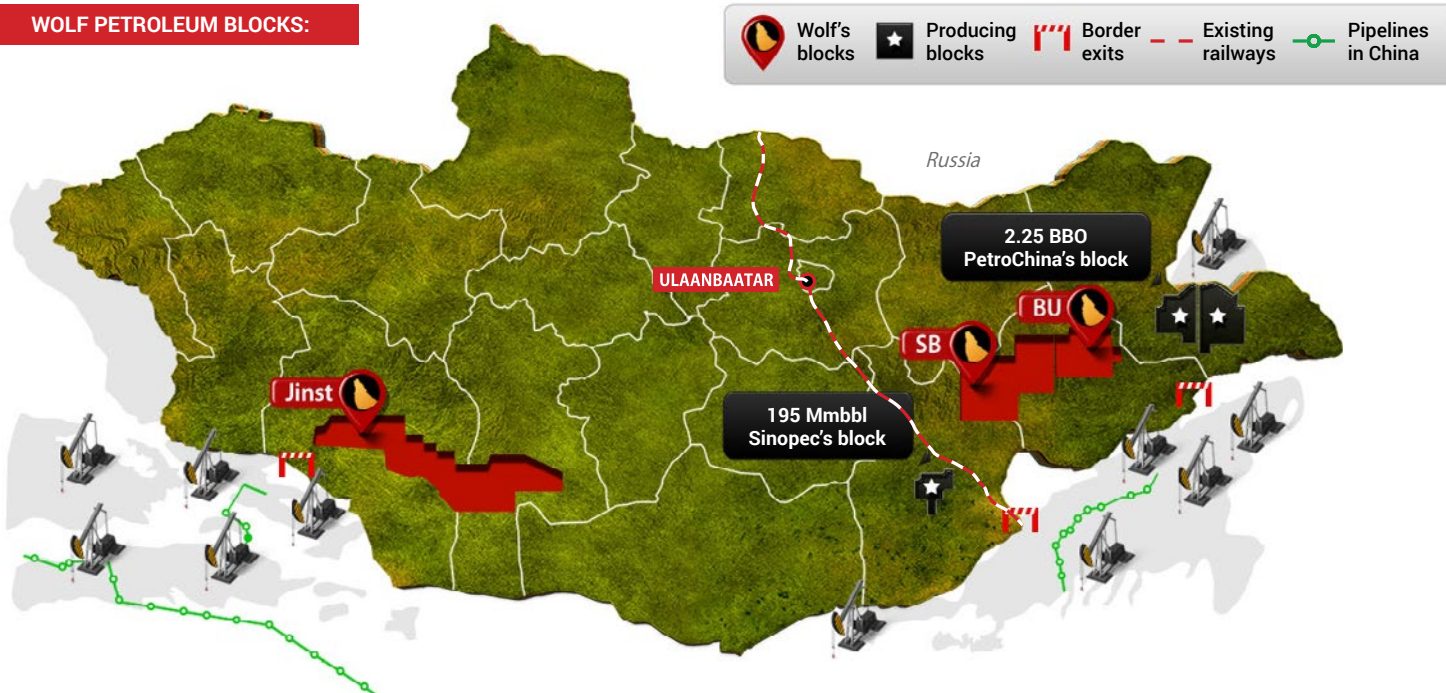 WOLF PETROLEUM BLOCKS:
Wolf's
blocks
Producing
blocks
Border
exits
Existing
railways
Pipelines
in China
Russia
2.25 BBO
PetroChina's block
ULAANBAATAR
BU
SB
Jinst
195 Mmbbl
Sinopec's block